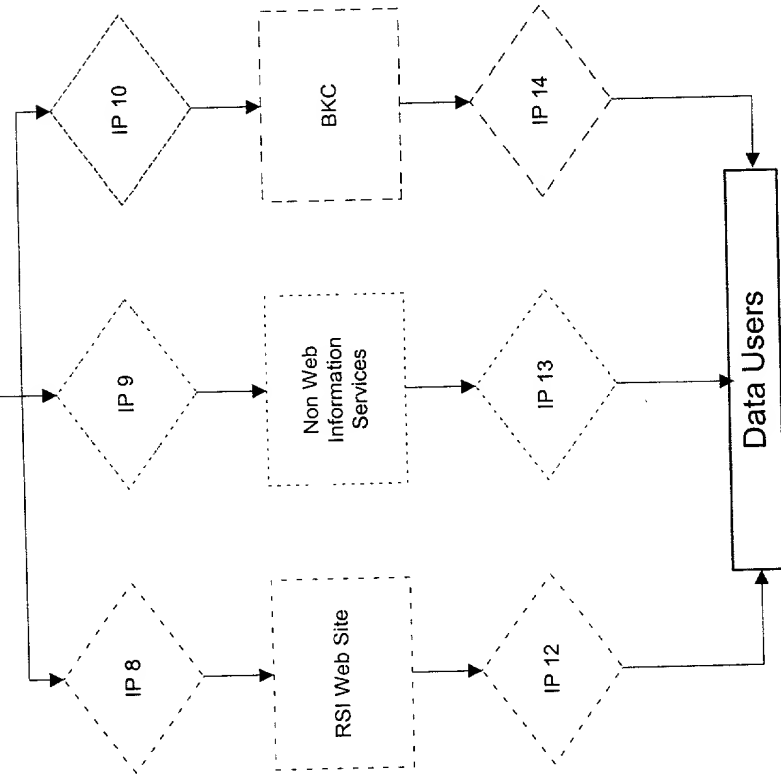 IP 8
IP 9
IP 10
RSI Web Site
Non Web
Information
Services
BKC
IP 12
IP 13
IP 14
Data Users